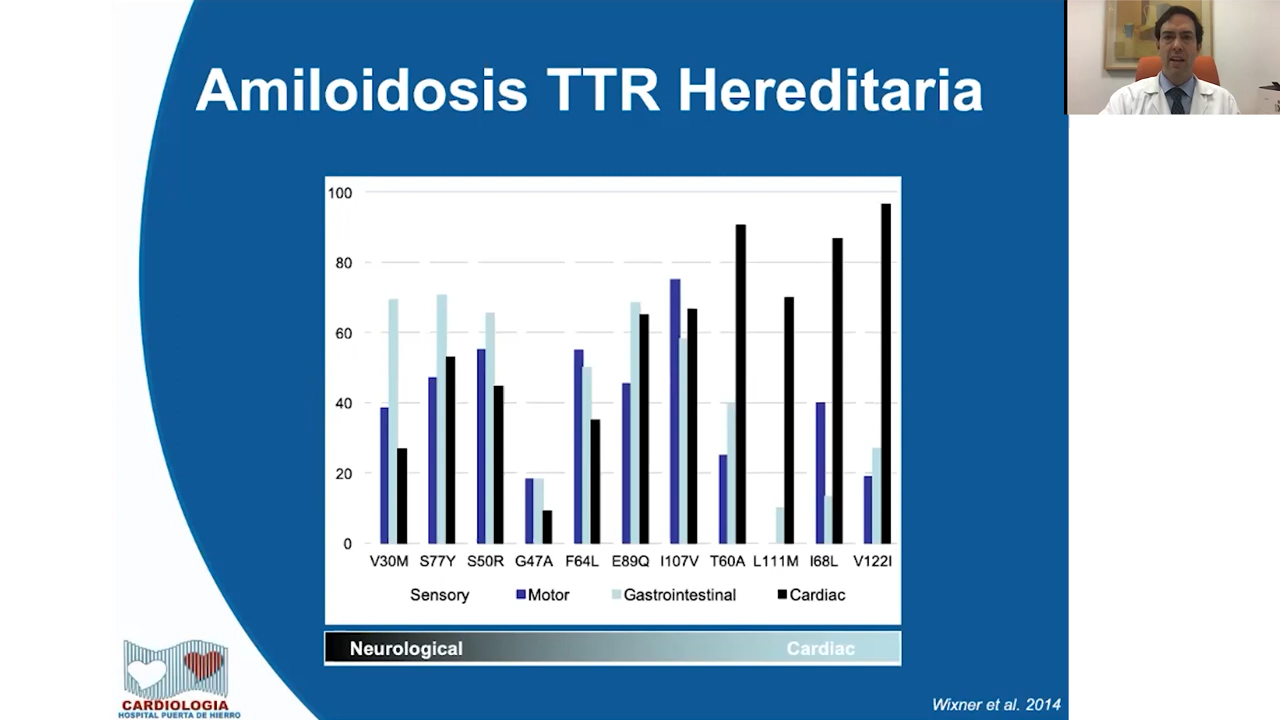 Amiloidosis TTR Hereditaria
100
80
60
40
20
0
V30M S77Y S50R G47A F64L E89Q I107V T60A L111M I68L V122I
Sensory Motor Gastrointestinal Cardiac
Neurological Cardiac
CARDIOLOGIA
HOSPITAL PUERTA DE HIERRO
Wixner et al. 2014